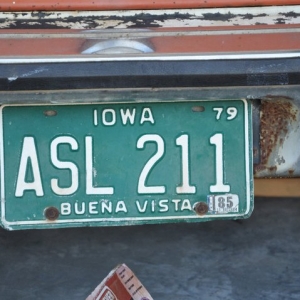 IOWA 79
ASL 211
BUENA VISTA 85